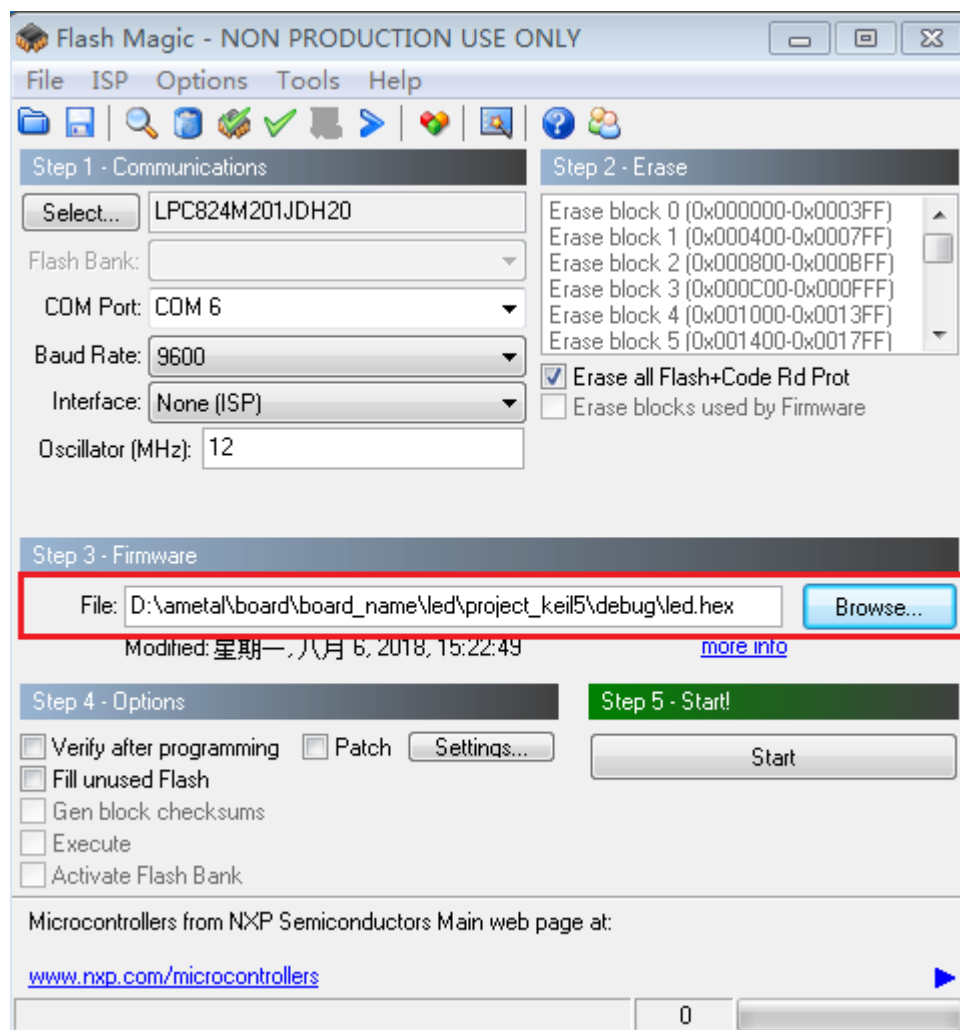 Flash Magic - NON PRODUCTION USE ONLY
File ISP Options Tools Help
Step 1 - Communications
Select... LPC824M201JDH20
Flash Bank:
COM Port: COM 6
Baud Rate: 9600
Interface: None (ISP)
Oscillator (MHz): 12
Step 2 - Erase
Erase block 0 (0x000000-0x0003FF)
Erase block 1 (0x000400-0x0007FF)
Erase block 2 (0x000800-0x000BFF)
Erase block 3 (0x000C00-0x000FFF)
Erase block 4 (0x001000-0x0013FF)
Erase block 5 (0x001400-0x0017FF)
Erase all Flash+Code Rd Prot
Erase blocks used by Firmware
Step 3 - Firmware
File: D:\ametal\board\board_name\led\project_keil5\debug\led.hex Browse...
Modified: 星期一, 八月 6, 2018, 15:22:49 more info
Step 4 - Options
Verify after programming Patch Settings...
Fill unused Flash
Gen block checksums
Execute
Activate Flash Bank
Step 5 - Start!
Start
Microcontrollers from NXP Semiconductors Main web page at:
www.nxp.com/microcontrollers
0